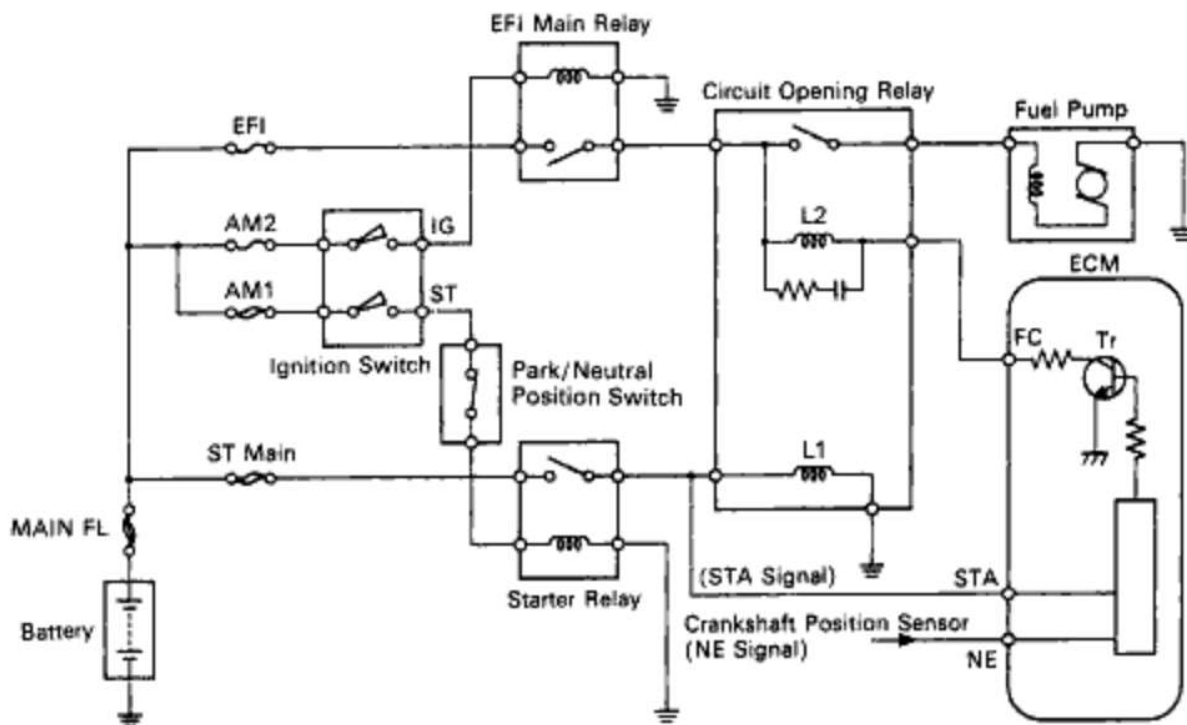 EFI Main Relay
Circuit Opening Relay
Fuel Pump
EFI
AM2
IG
L2
ECM
AM1
ST
FC
Tr
Ignition Switch
Park/Neutral
Position Switch
ST Main
L1
MAIN FL
(STA Signal)
STA
Starter Relay
Battery
Crankshaft Position Sensor
(NE Signal)
NE